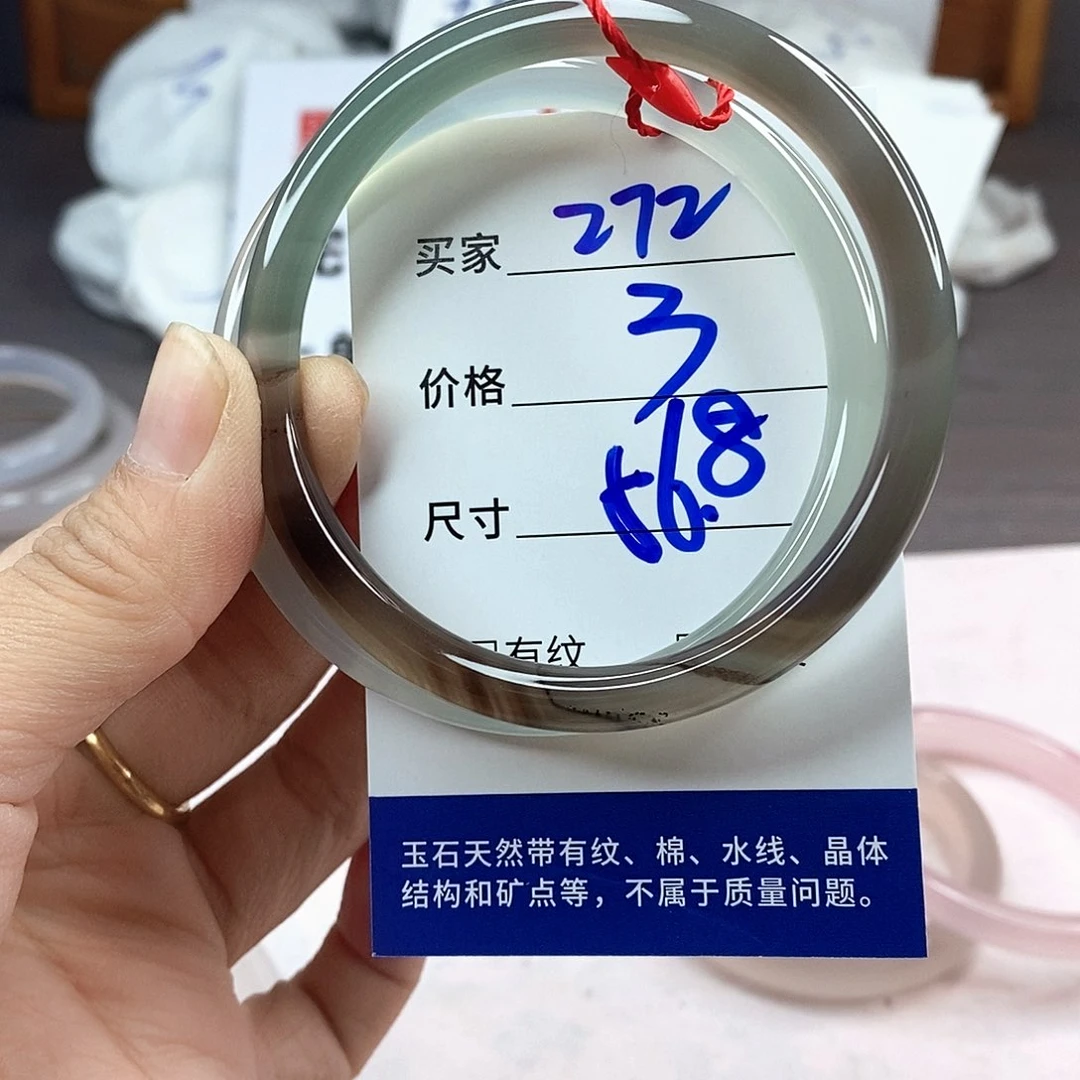 买家 272
价格 3
尺寸 56.8
有纹
玉石天然带有纹、棉、水线、晶体
结构和矿点等，不属于质量问题。